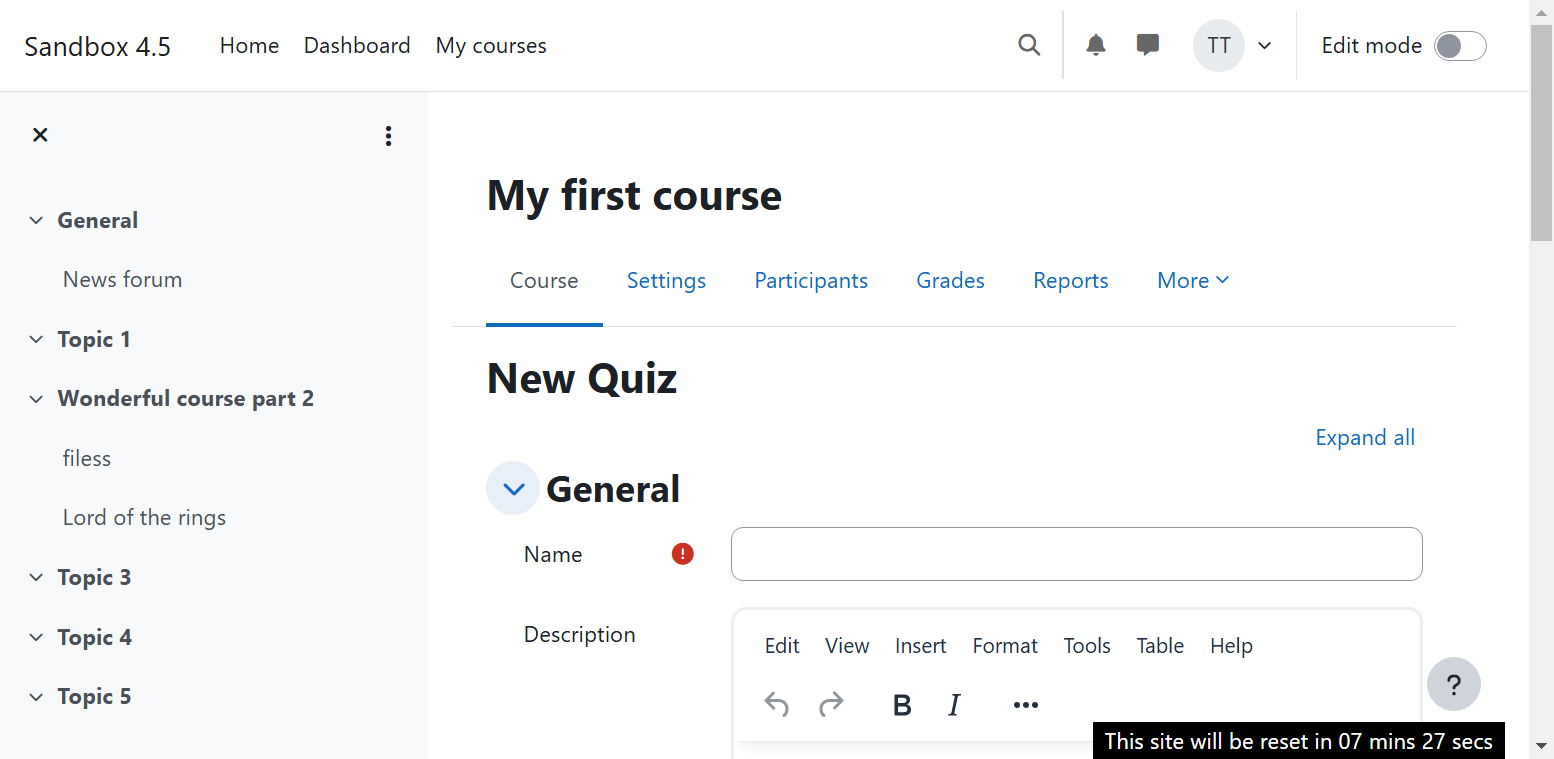 Sandbox 4.5 Home Dashboard My courses TT Edit mode
General
News forum
Topic 1
Wonderful course part 2
filess
Lord of the rings
Topic 3
Topic 4
Topic 5
My first course
Course Settings Participants Grades Reports More
New Quiz
Expand all
General
Name
Description
Edit View Insert Format Tools Table Help
B I
?
This site will be reset in 07 mins 27 secs